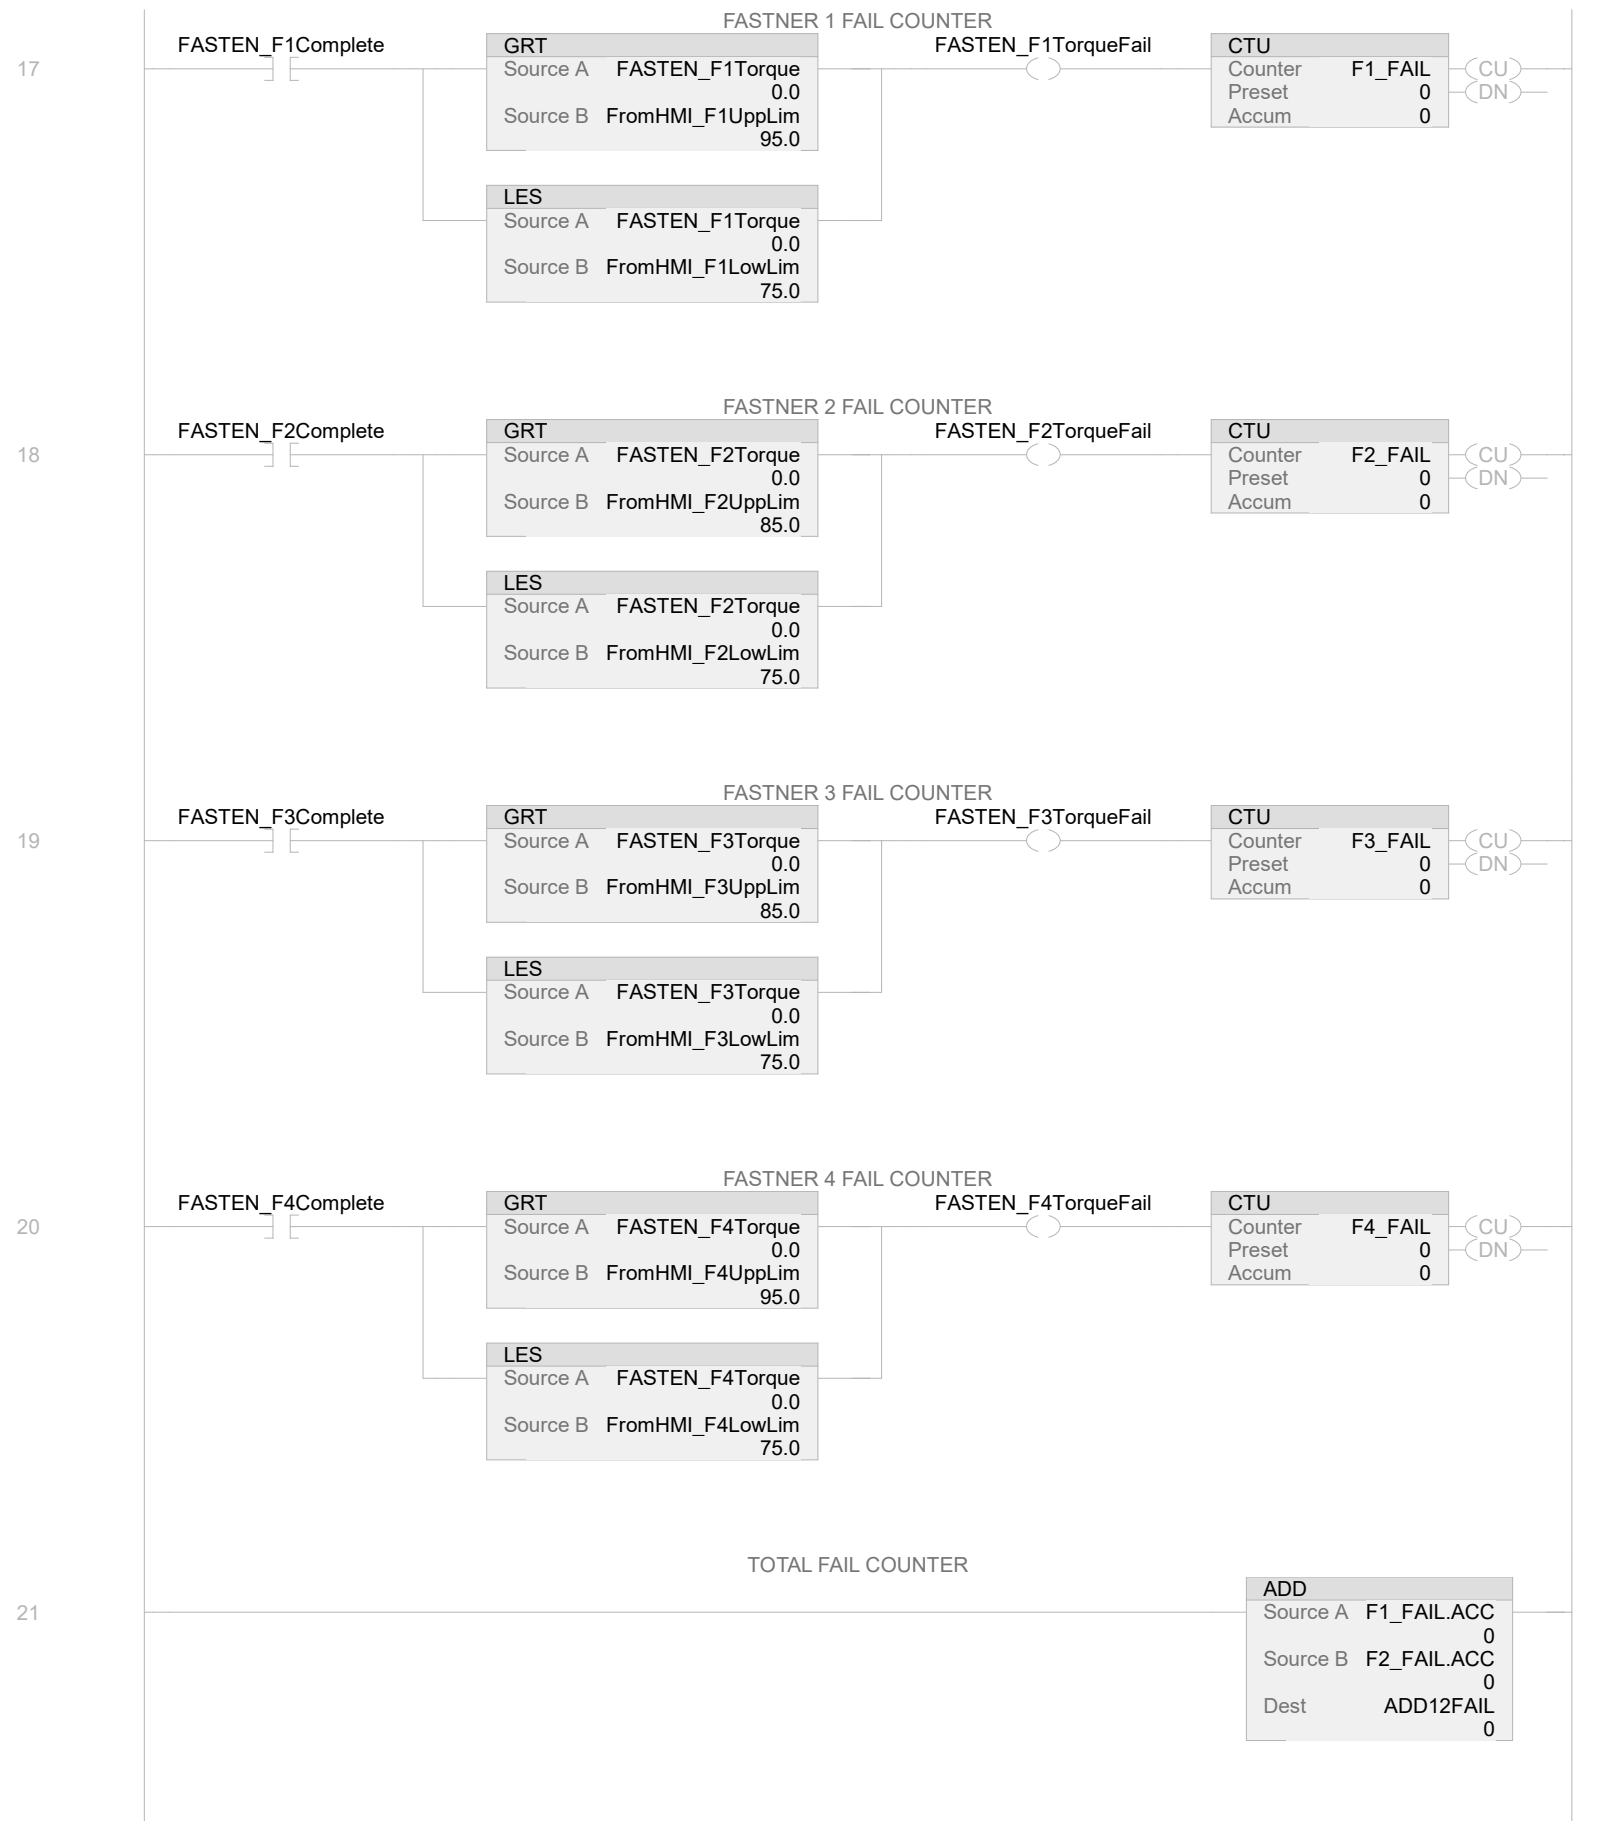 FASTNER 1 FAIL COUNTER
FASTEN_F1Complete
GRT
FASTEN_F1TorqueFail
CTU
17
Source A FASTEN_F1Torque
Counter F1_FAIL
CU
0.0
Preset 0
DN
Source B FromHMI_F1UppLim
Accum 0
95.0
LES
Source A FASTEN_F1Torque
0.0
Source B FromHMI_F1LowLim
75.0
FASTNER 2 FAIL COUNTER
FASTEN_F2Complete
GRT
FASTEN_F2TorqueFail
CTU
18
Source A FASTEN_F2Torque
Counter F2_FAIL
CU
0.0
Preset 0
DN
Source B FromHMI_F2UppLim
Accum 0
85.0
LES
Source A FASTEN_F2Torque
0.0
Source B FromHMI_F2LowLim
75.0
FASTNER 3 FAIL COUNTER
FASTEN_F3Complete
GRT
FASTEN_F3TorqueFail
CTU
19
Source A FASTEN_F3Torque
Counter F3_FAIL
CU
0.0
Preset 0
DN
Source B FromHMI_F3UppLim
Accum 0
85.0
LES
Source A FASTEN_F3Torque
0.0
Source B FromHMI_F3LowLim
75.0
FASTNER 4 FAIL COUNTER
FASTEN_F4Complete
GRT
FASTEN_F4TorqueFail
CTU
20
Source A FASTEN_F4Torque
Counter F4_FAIL
CU
0.0
Preset 0
DN
Source B FromHMI_F4UppLim
Accum 0
95.0
LES
Source A FASTEN_F4Torque
0.0
Source B FromHMI_F4LowLim
75.0
TOTAL FAIL COUNTER
ADD
21
Source A F1_FAIL.ACC
0
Source B F2_FAIL.ACC
0
Dest ADD12FAIL
0